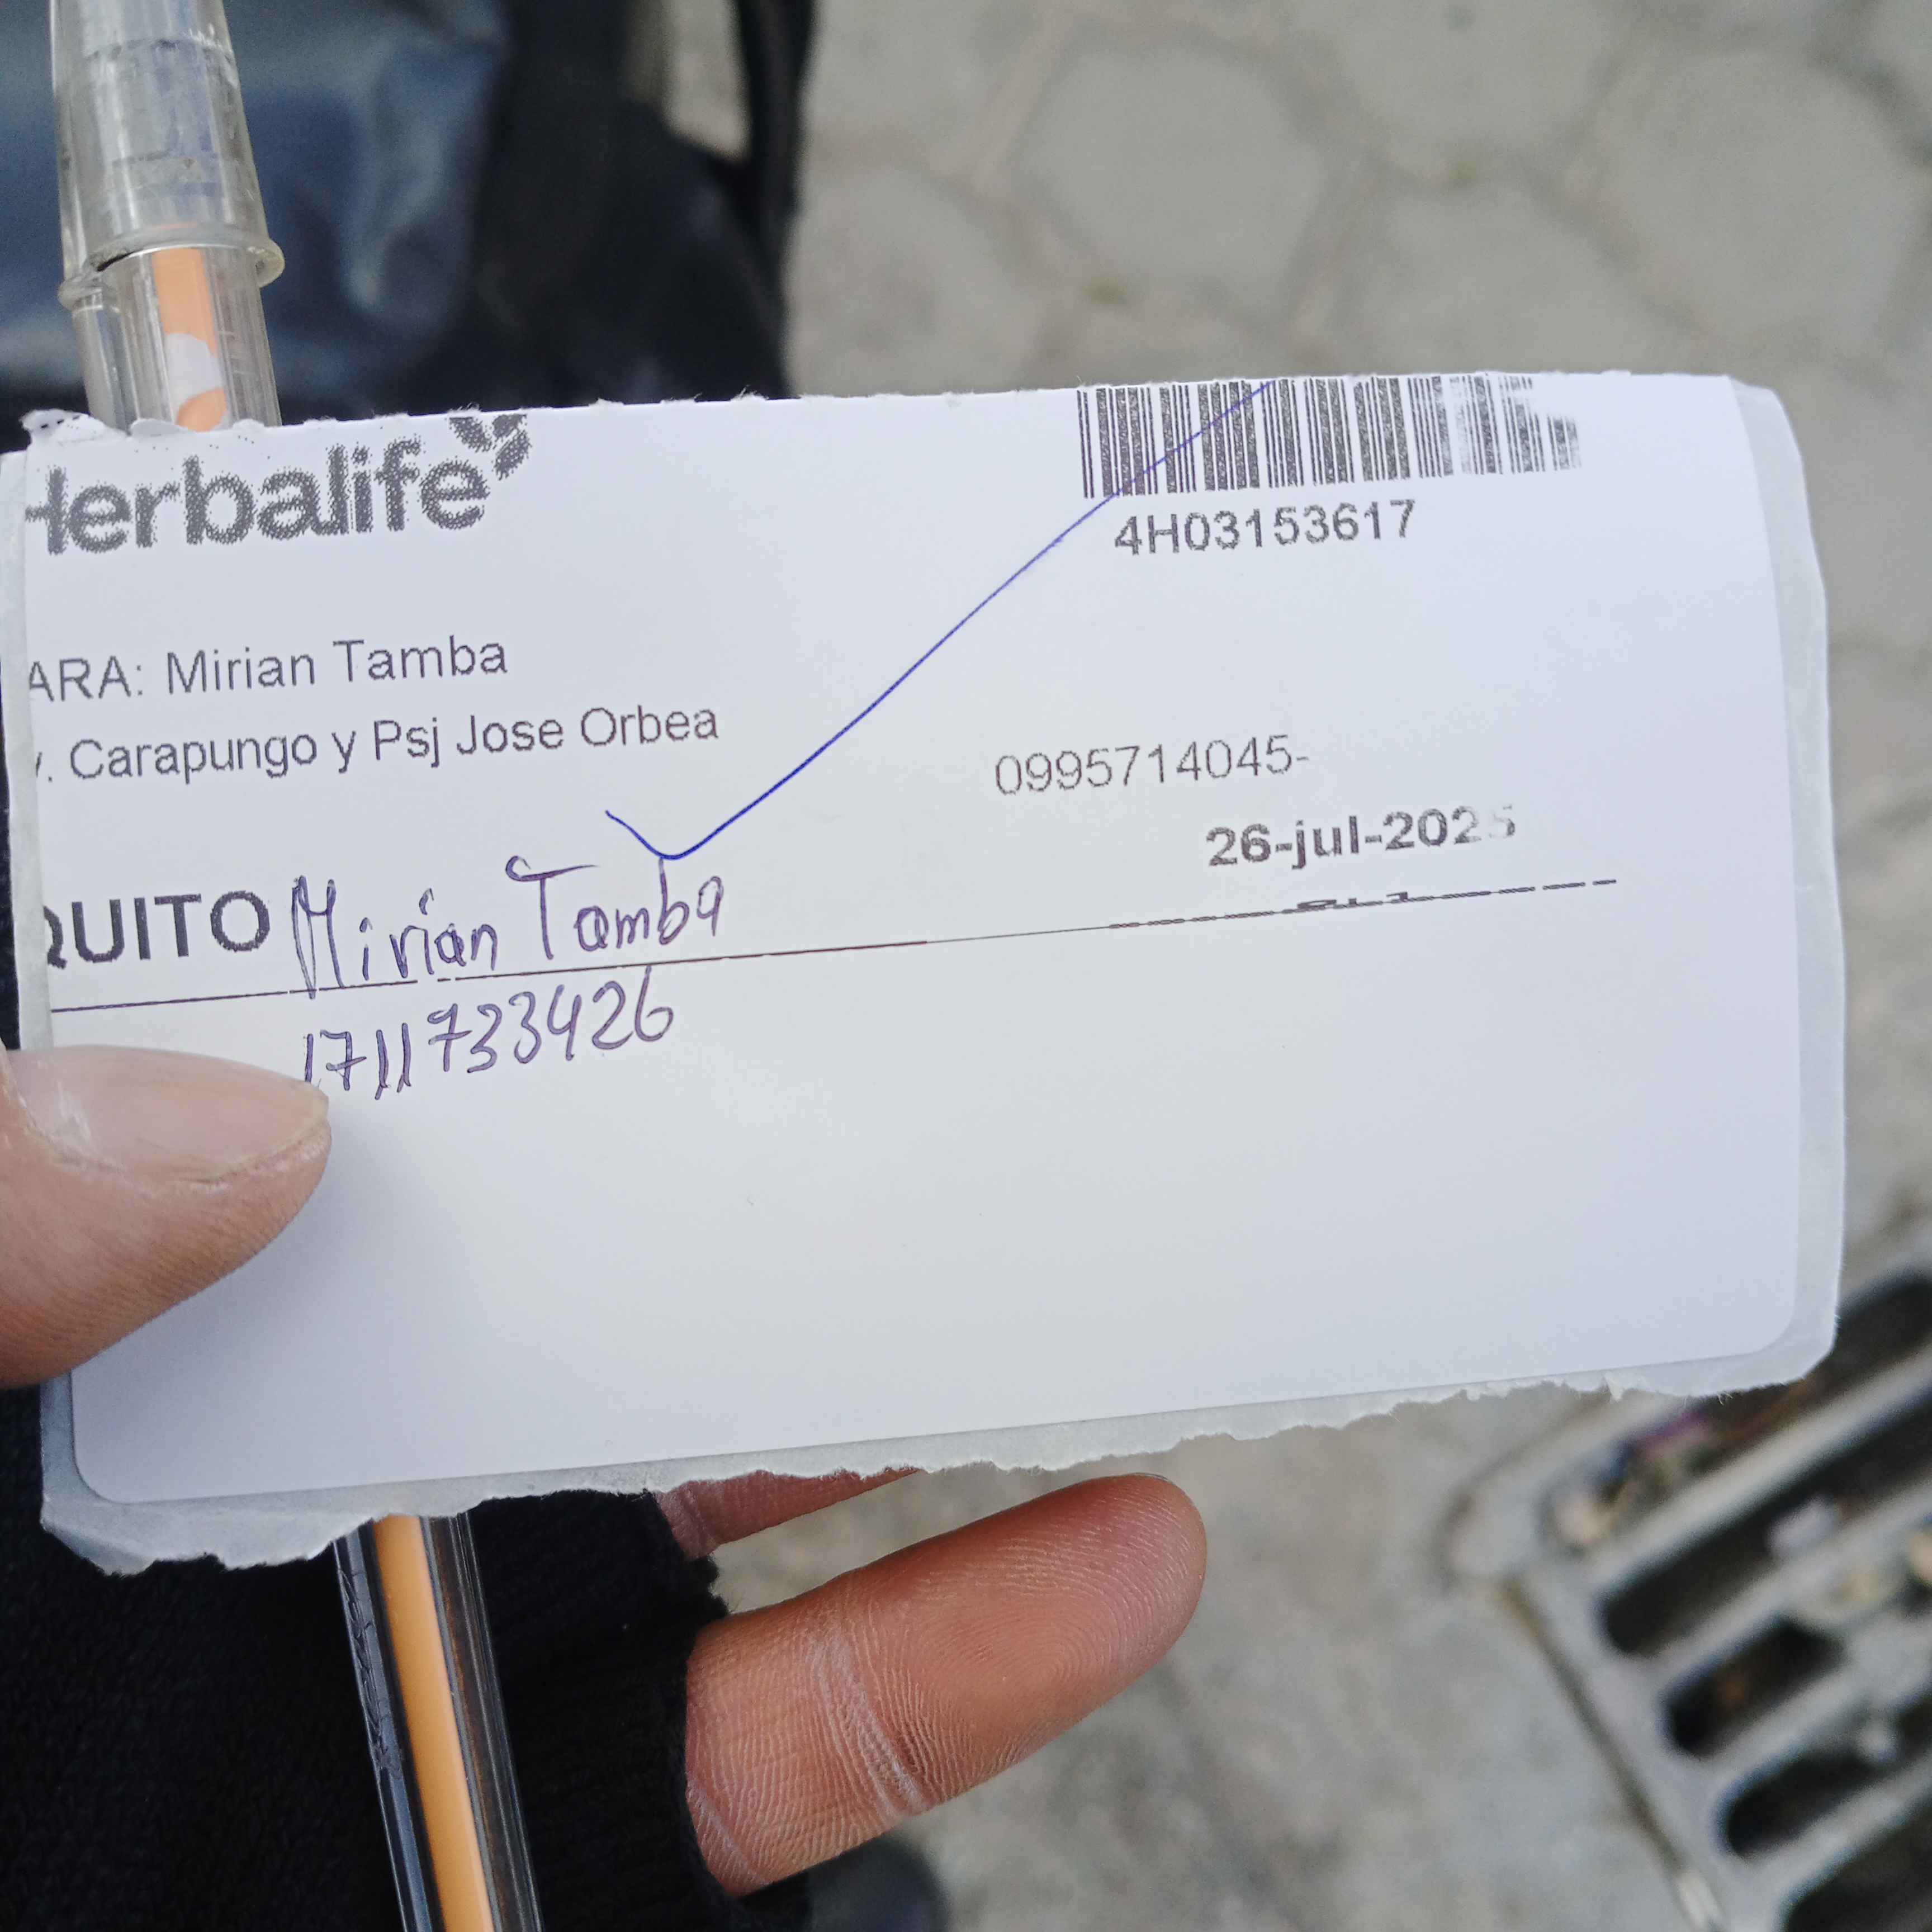 Herbalife
4H03153617
ARA: Mirian Tamba
. Carapungo y Psj Jose Orbea
0995714045-
26-jul-2025
QUITO Mirian Tamba
1711733426